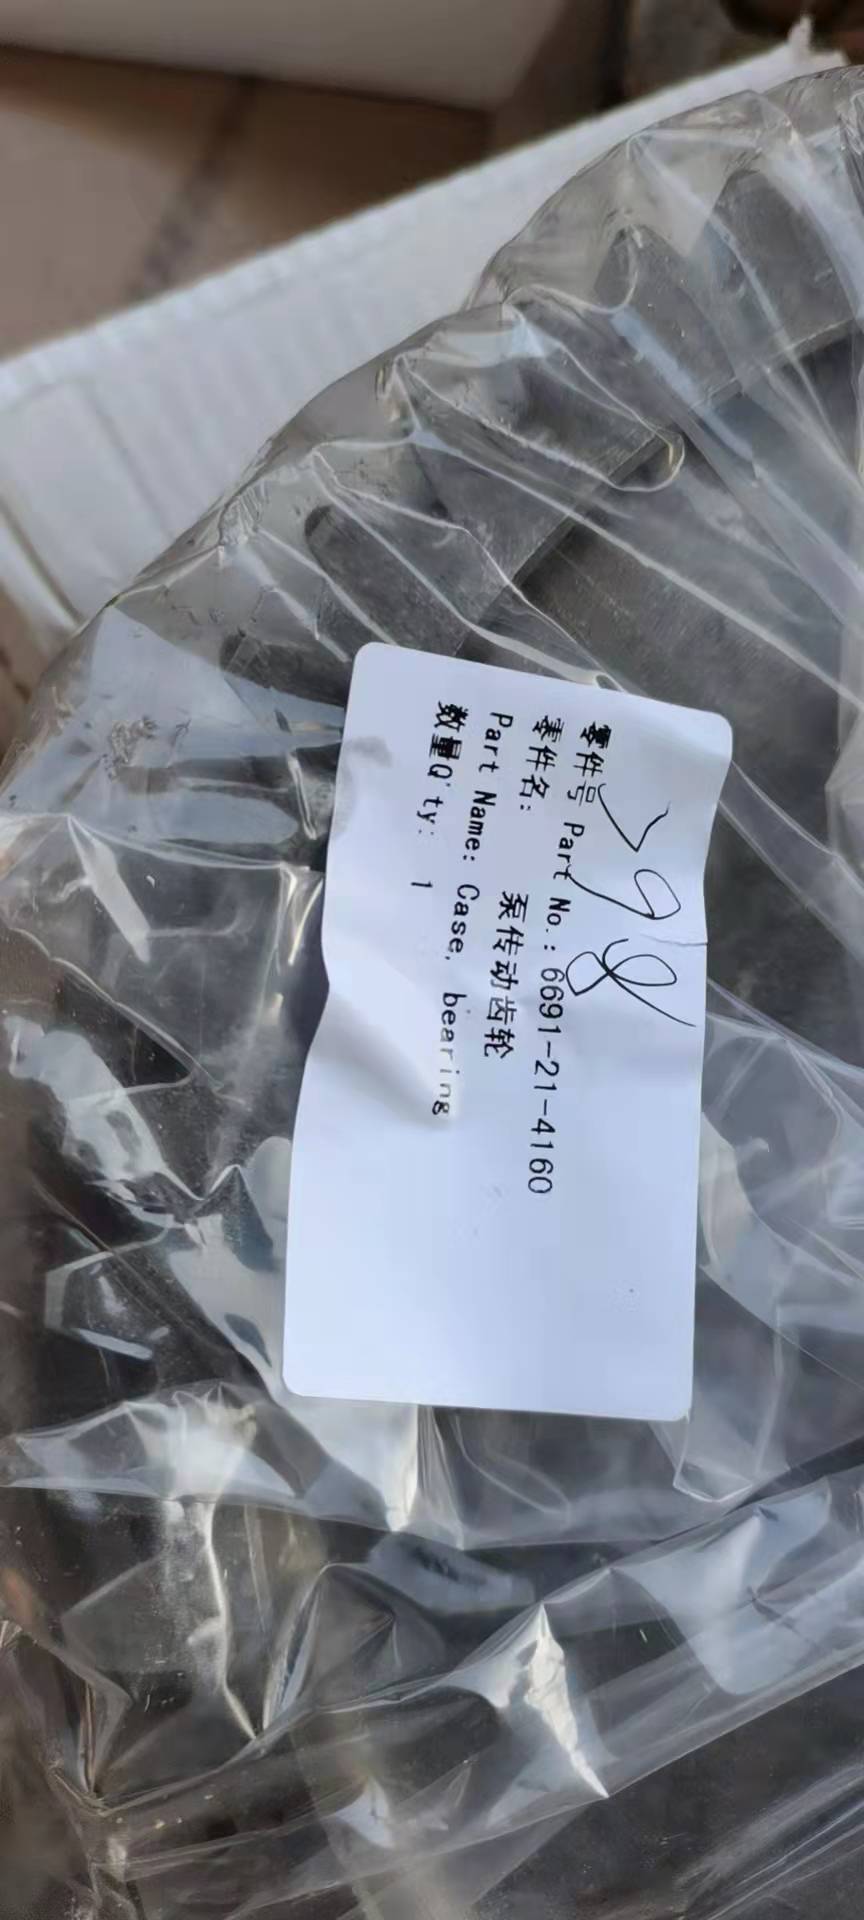 298
零件号 Part No.: 6691-21-4160
零件名: 泵传动齿轮
Part Name: Case, bearing
数量Q'ty: 1